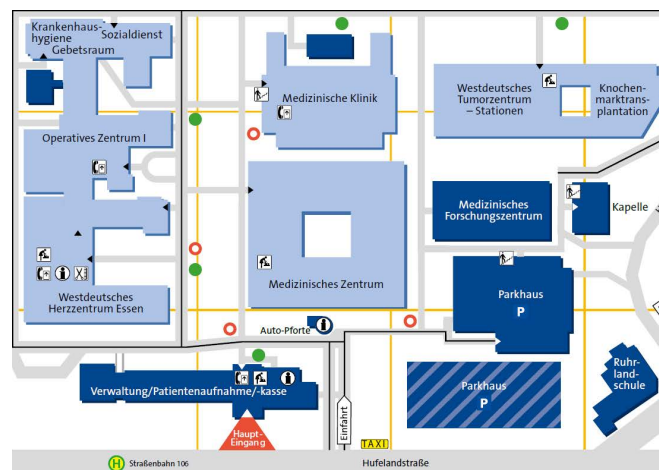 Krankenhaus-
hygiene
Gebetsraum
Sozialdienst
Medizinische Klinik
Westdeutsches
Tumorzentrum
– Stationen
Knochen-
marktrans-
plantation
Operatives Zentrum I
Medizinisches
Forschungszentrum
Kapelle
Westdeutsches
Herzzentrum Essen
Medizinisches Zentrum
Parkhaus
P
Auto-Pforte
Verwaltung/Patientenaufnahme/-kasse
Parkhaus
P
Ruhr-
land-
schule
Haupt-
Eingang
Einfahrt
TAXI
H Straßenbahn 106
Hufelandstraße